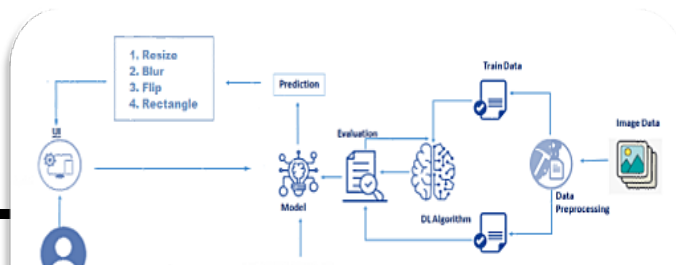 1. Resize
2. Blur
3. Flip
4. Rectangle
Prediction
Train Data
UI
Evaluation
Image Data
Model
DL Algorithm
Data
Preprocessing